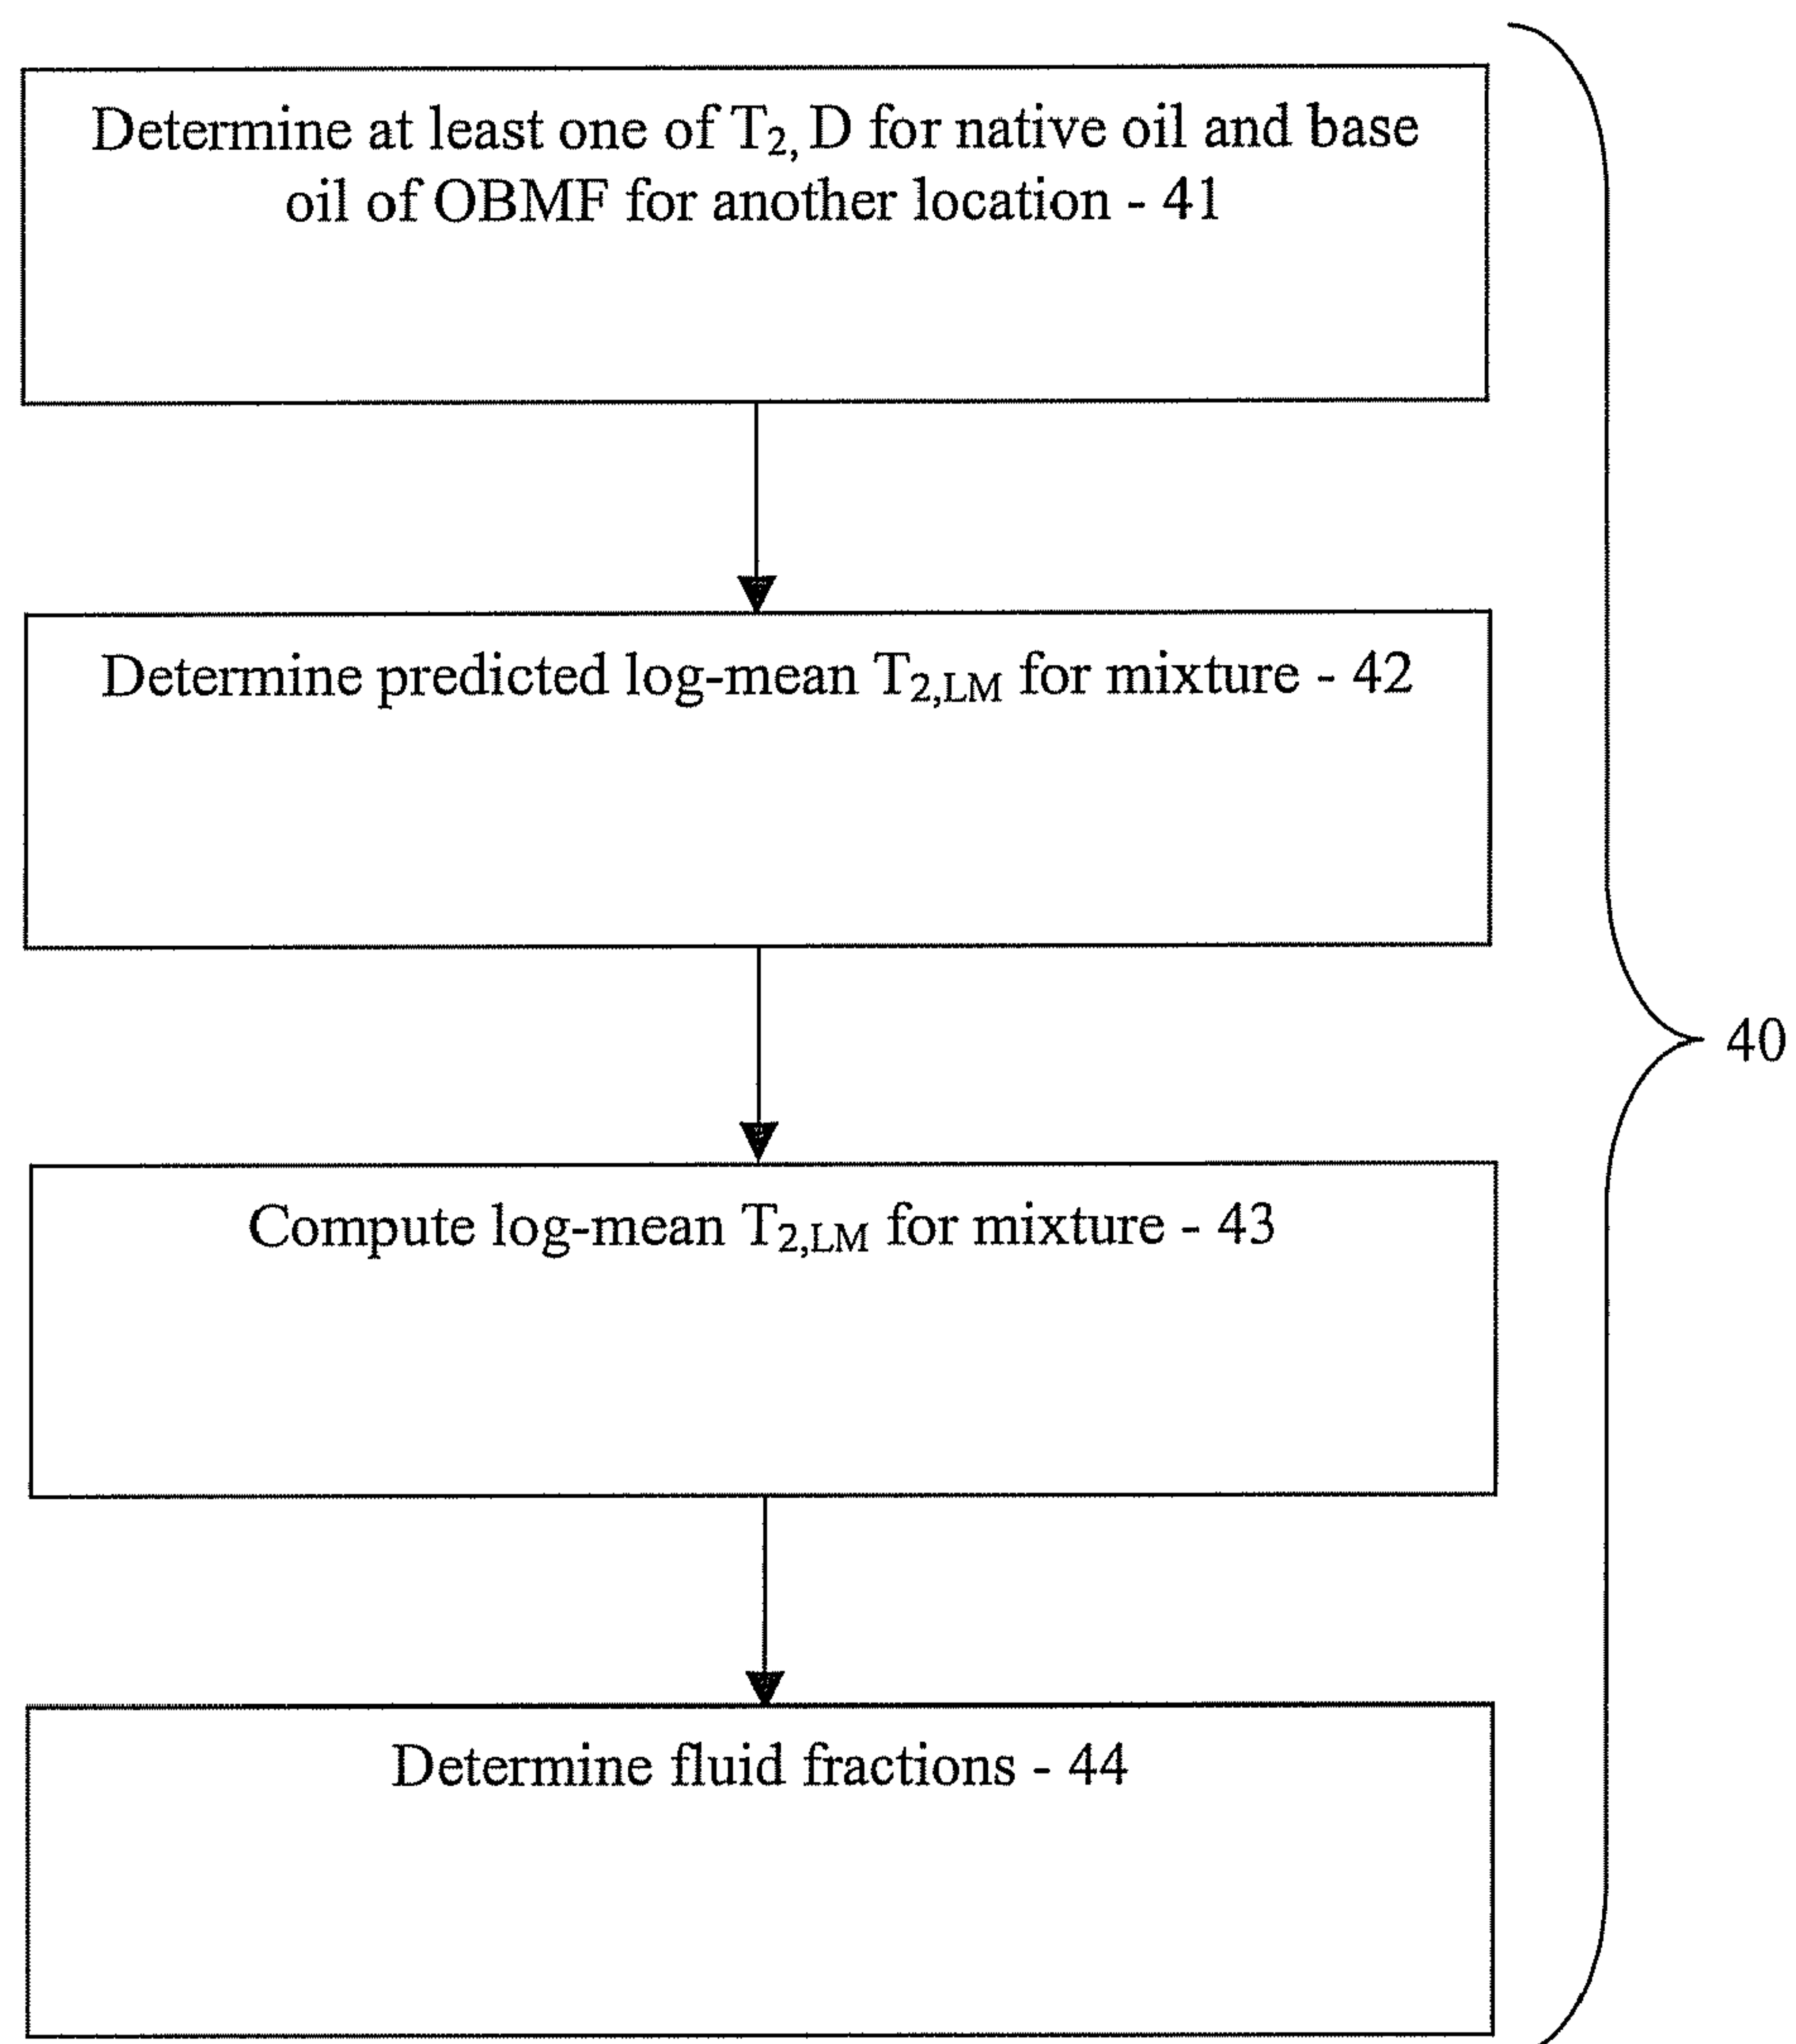 Determine at least one of T₂, D for native oil and base
oil of OBMF for another location - 41
Determine predicted log-mean T₂,LM for mixture - 42
40
Compute log-mean T₂,LM for mixture - 43
Determine fluid fractions - 44